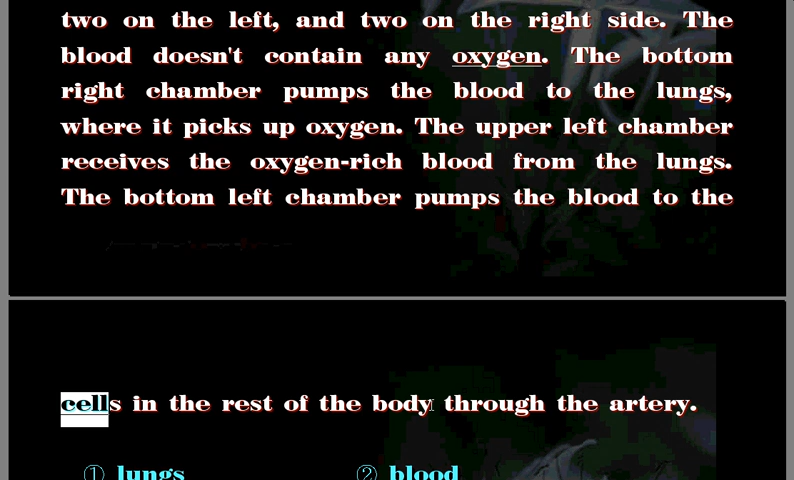 two on the left, and two on the right side. The
blood doesn't contain any oxygen. The bottom
right chamber pumps the blood to the lungs,
where it picks up oxygen. The upper left chamber
receives the oxygen-rich blood from the lungs.
The bottom left chamber pumps the blood to the
cells in the rest of the body through the artery.
① lungs ② blood